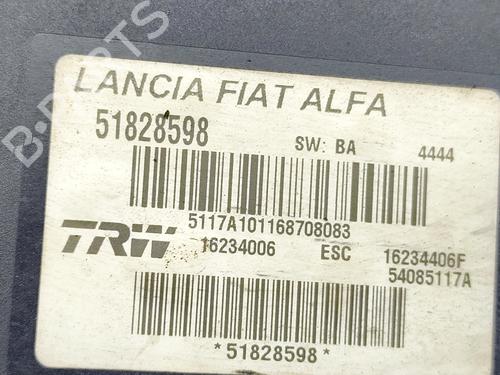 B-PARTS
LANCIA FIAT ALFA
51828598 SW: BA 4444
5117A101168708083
TRW 16234006 ESC 16234406F
54085117A
*51828598*